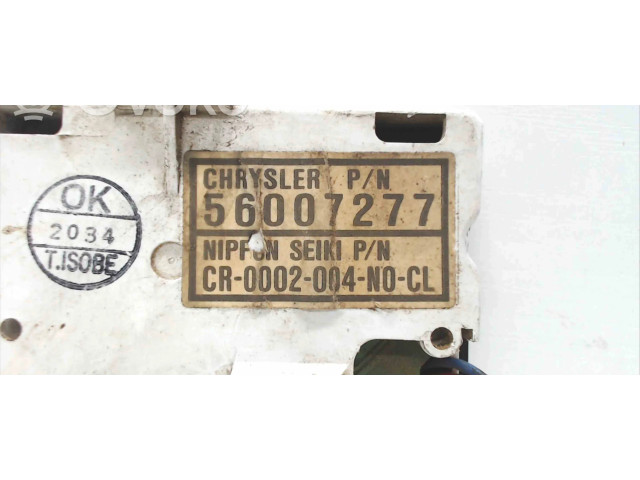 CHRYSLER P/N
56007277
NIPPON SEIKI P/N
CR-0002-004-NO-CL
OK
2034
T.ISOBE